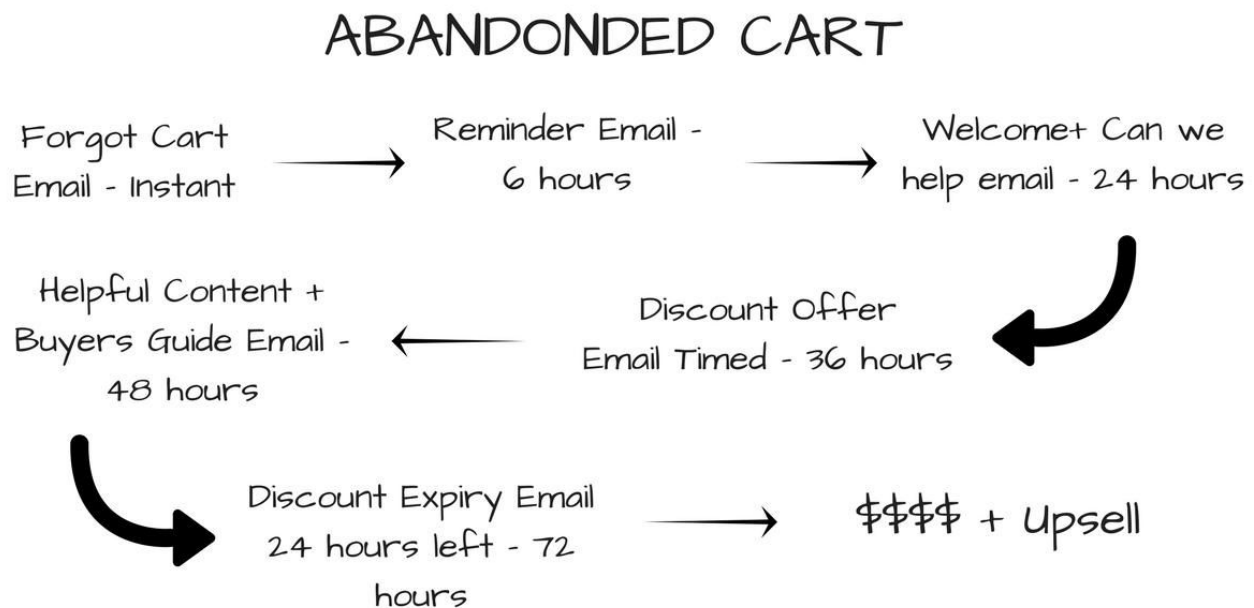 ABANDONDED CART
Forgot Cart
Email - Instant
Reminder Email -
6 hours
Welcome+ Can we
help email - 24 hours
Discount Offer
Email Timed - 36 hours
Helpful Content +
Buyers Guide Email -
48 hours
Discount Expiry Email
24 hours left - 72
hours
$$$$ + Upsell